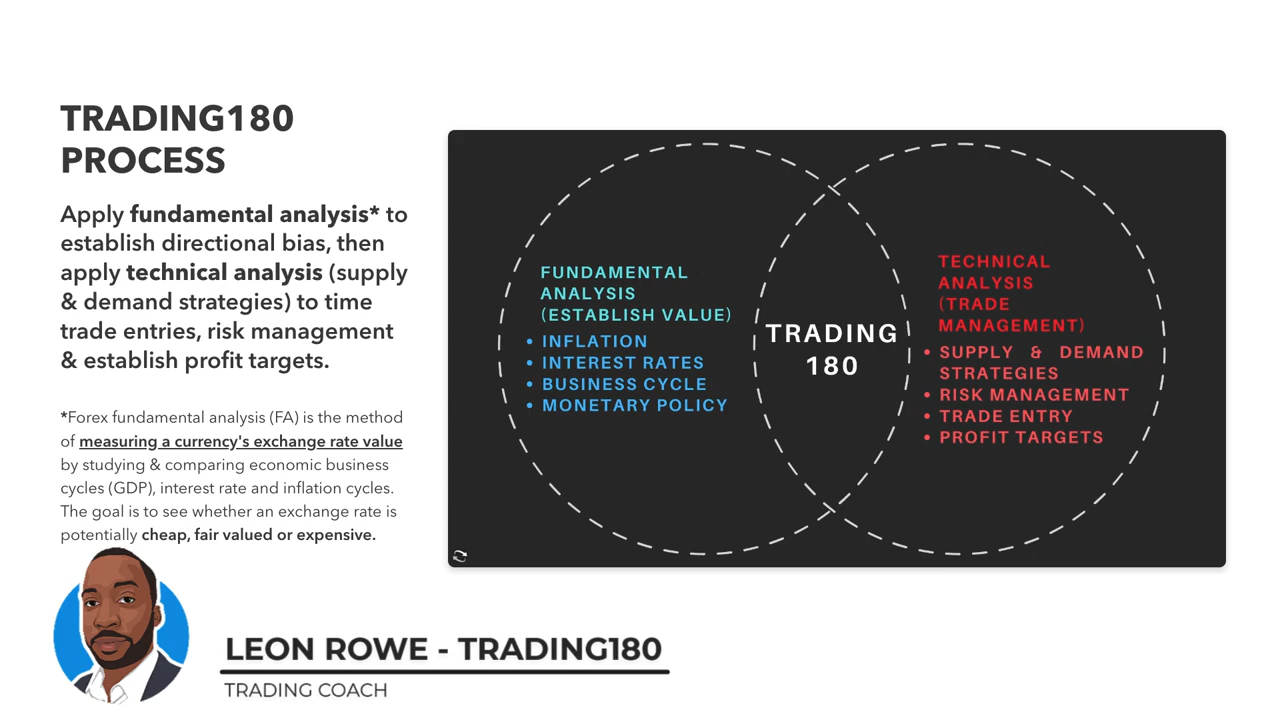 TRADING180
PROCESS
Apply fundamental analysis* to
establish directional bias, then
apply technical analysis (supply
& demand strategies) to time
trade entries, risk management
& establish profit targets.
*Forex fundamental analysis (FA) is the method
of measuring a currency's exchange rate value
by studying & comparing economic business
cycles (GDP), interest rate and inflation cycles.
The goal is to see whether an exchange rate is
potentially cheap, fair valued or expensive.
FUNDAMENTAL
ANALYSIS
(ESTABLISH VALUE)
• INFLATION
• INTEREST RATES
• BUSINESS CYCLE
• MONETARY POLICY
TRADING
180
TECHNICAL
ANALYSIS
(TRADE
MANAGEMENT)
• SUPPLY & DEMAND
STRATEGIES
• RISK MANAGEMENT
• TRADE ENTRY
• PROFIT TARGETS
LEON ROWE - TRADING180
TRADING COACH